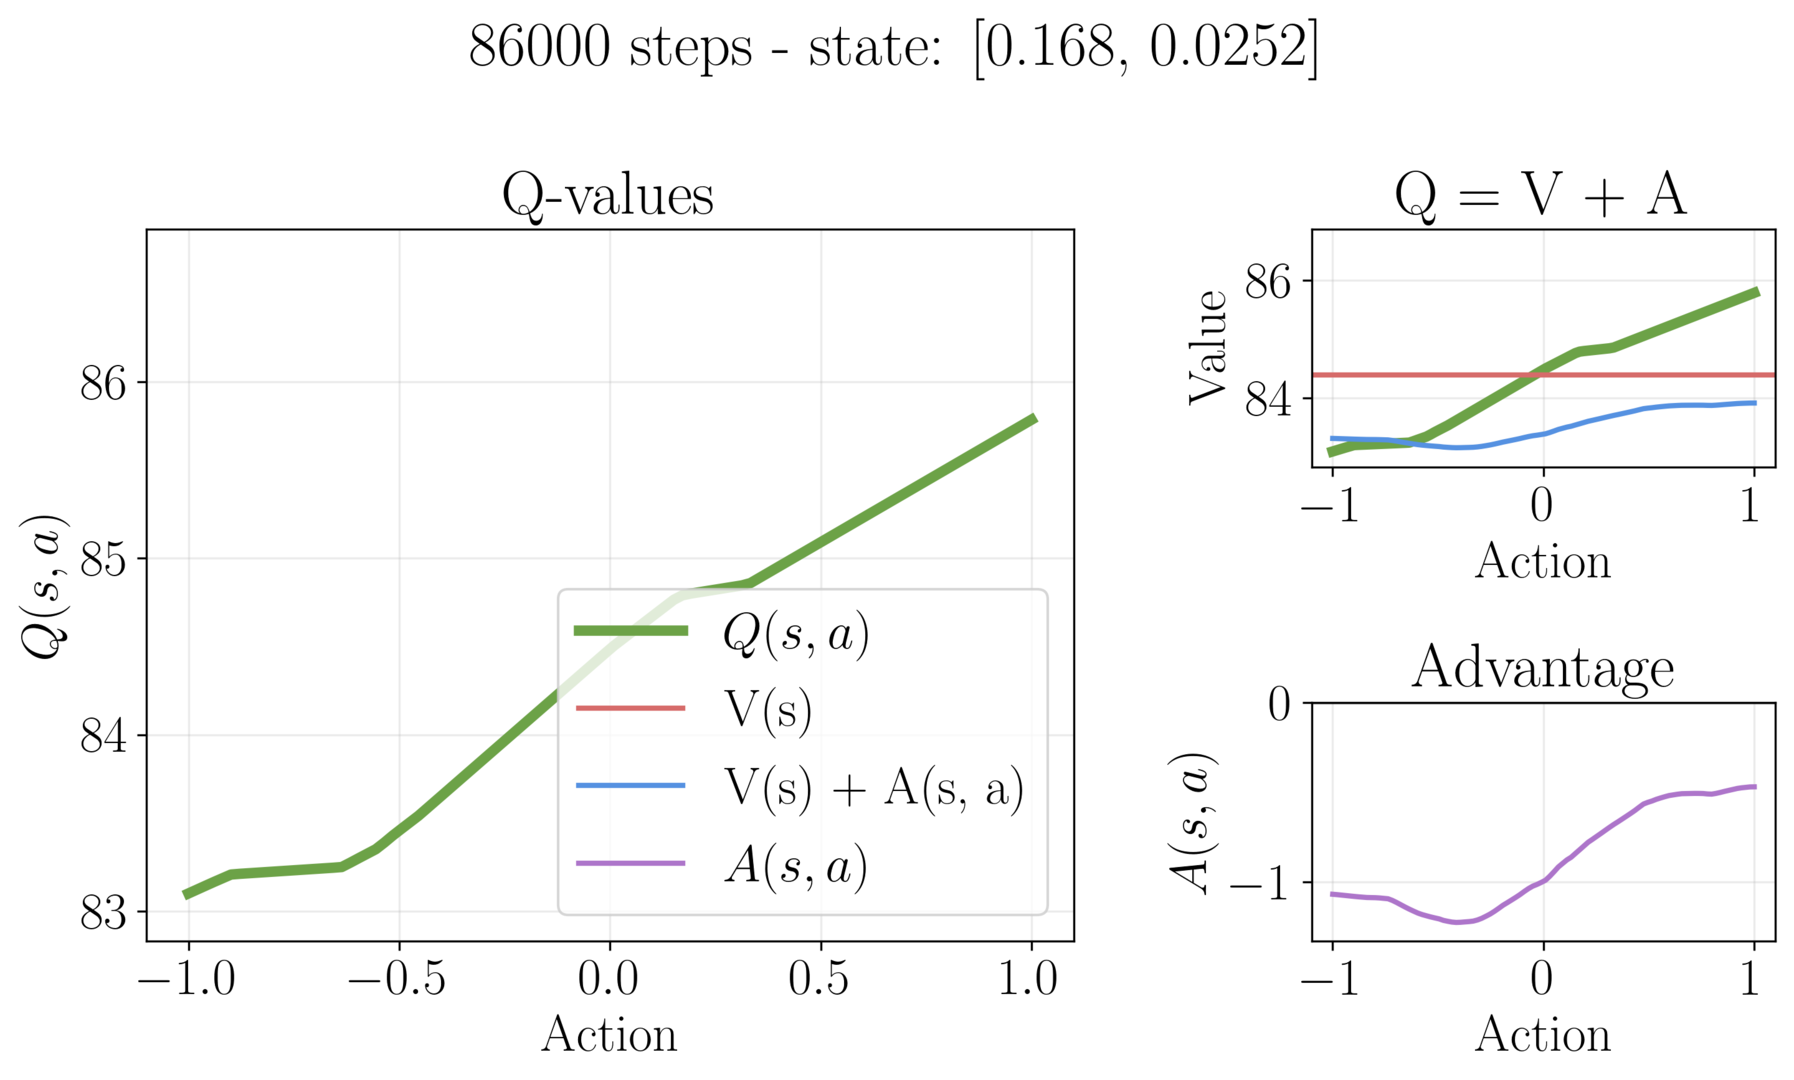 86000 steps - state: [0.168, 0.0252]
Q-values
Q(s, a)
86
85
84
83
−1.0 −0.5 0.0 0.5 1.0
Action
Q(s, a)
V(s)
V(s) + A(s, a)
A(s, a)
Q = V + A
Value
86
84
−1 0 1
Action
Advantage
A(s, a)
0
−1
−1 0 1
Action